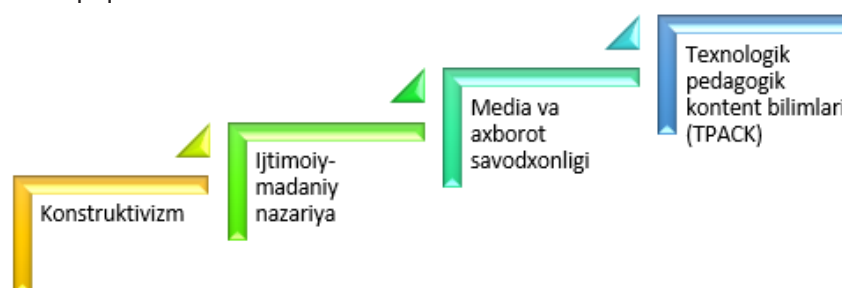 Konstruktivizm
Ijtimoiy-
madaniy
nazariya
Media va
axborot
savodxonligi
Texnologik
pedagogik
kontent bilimlari
(TPACK)